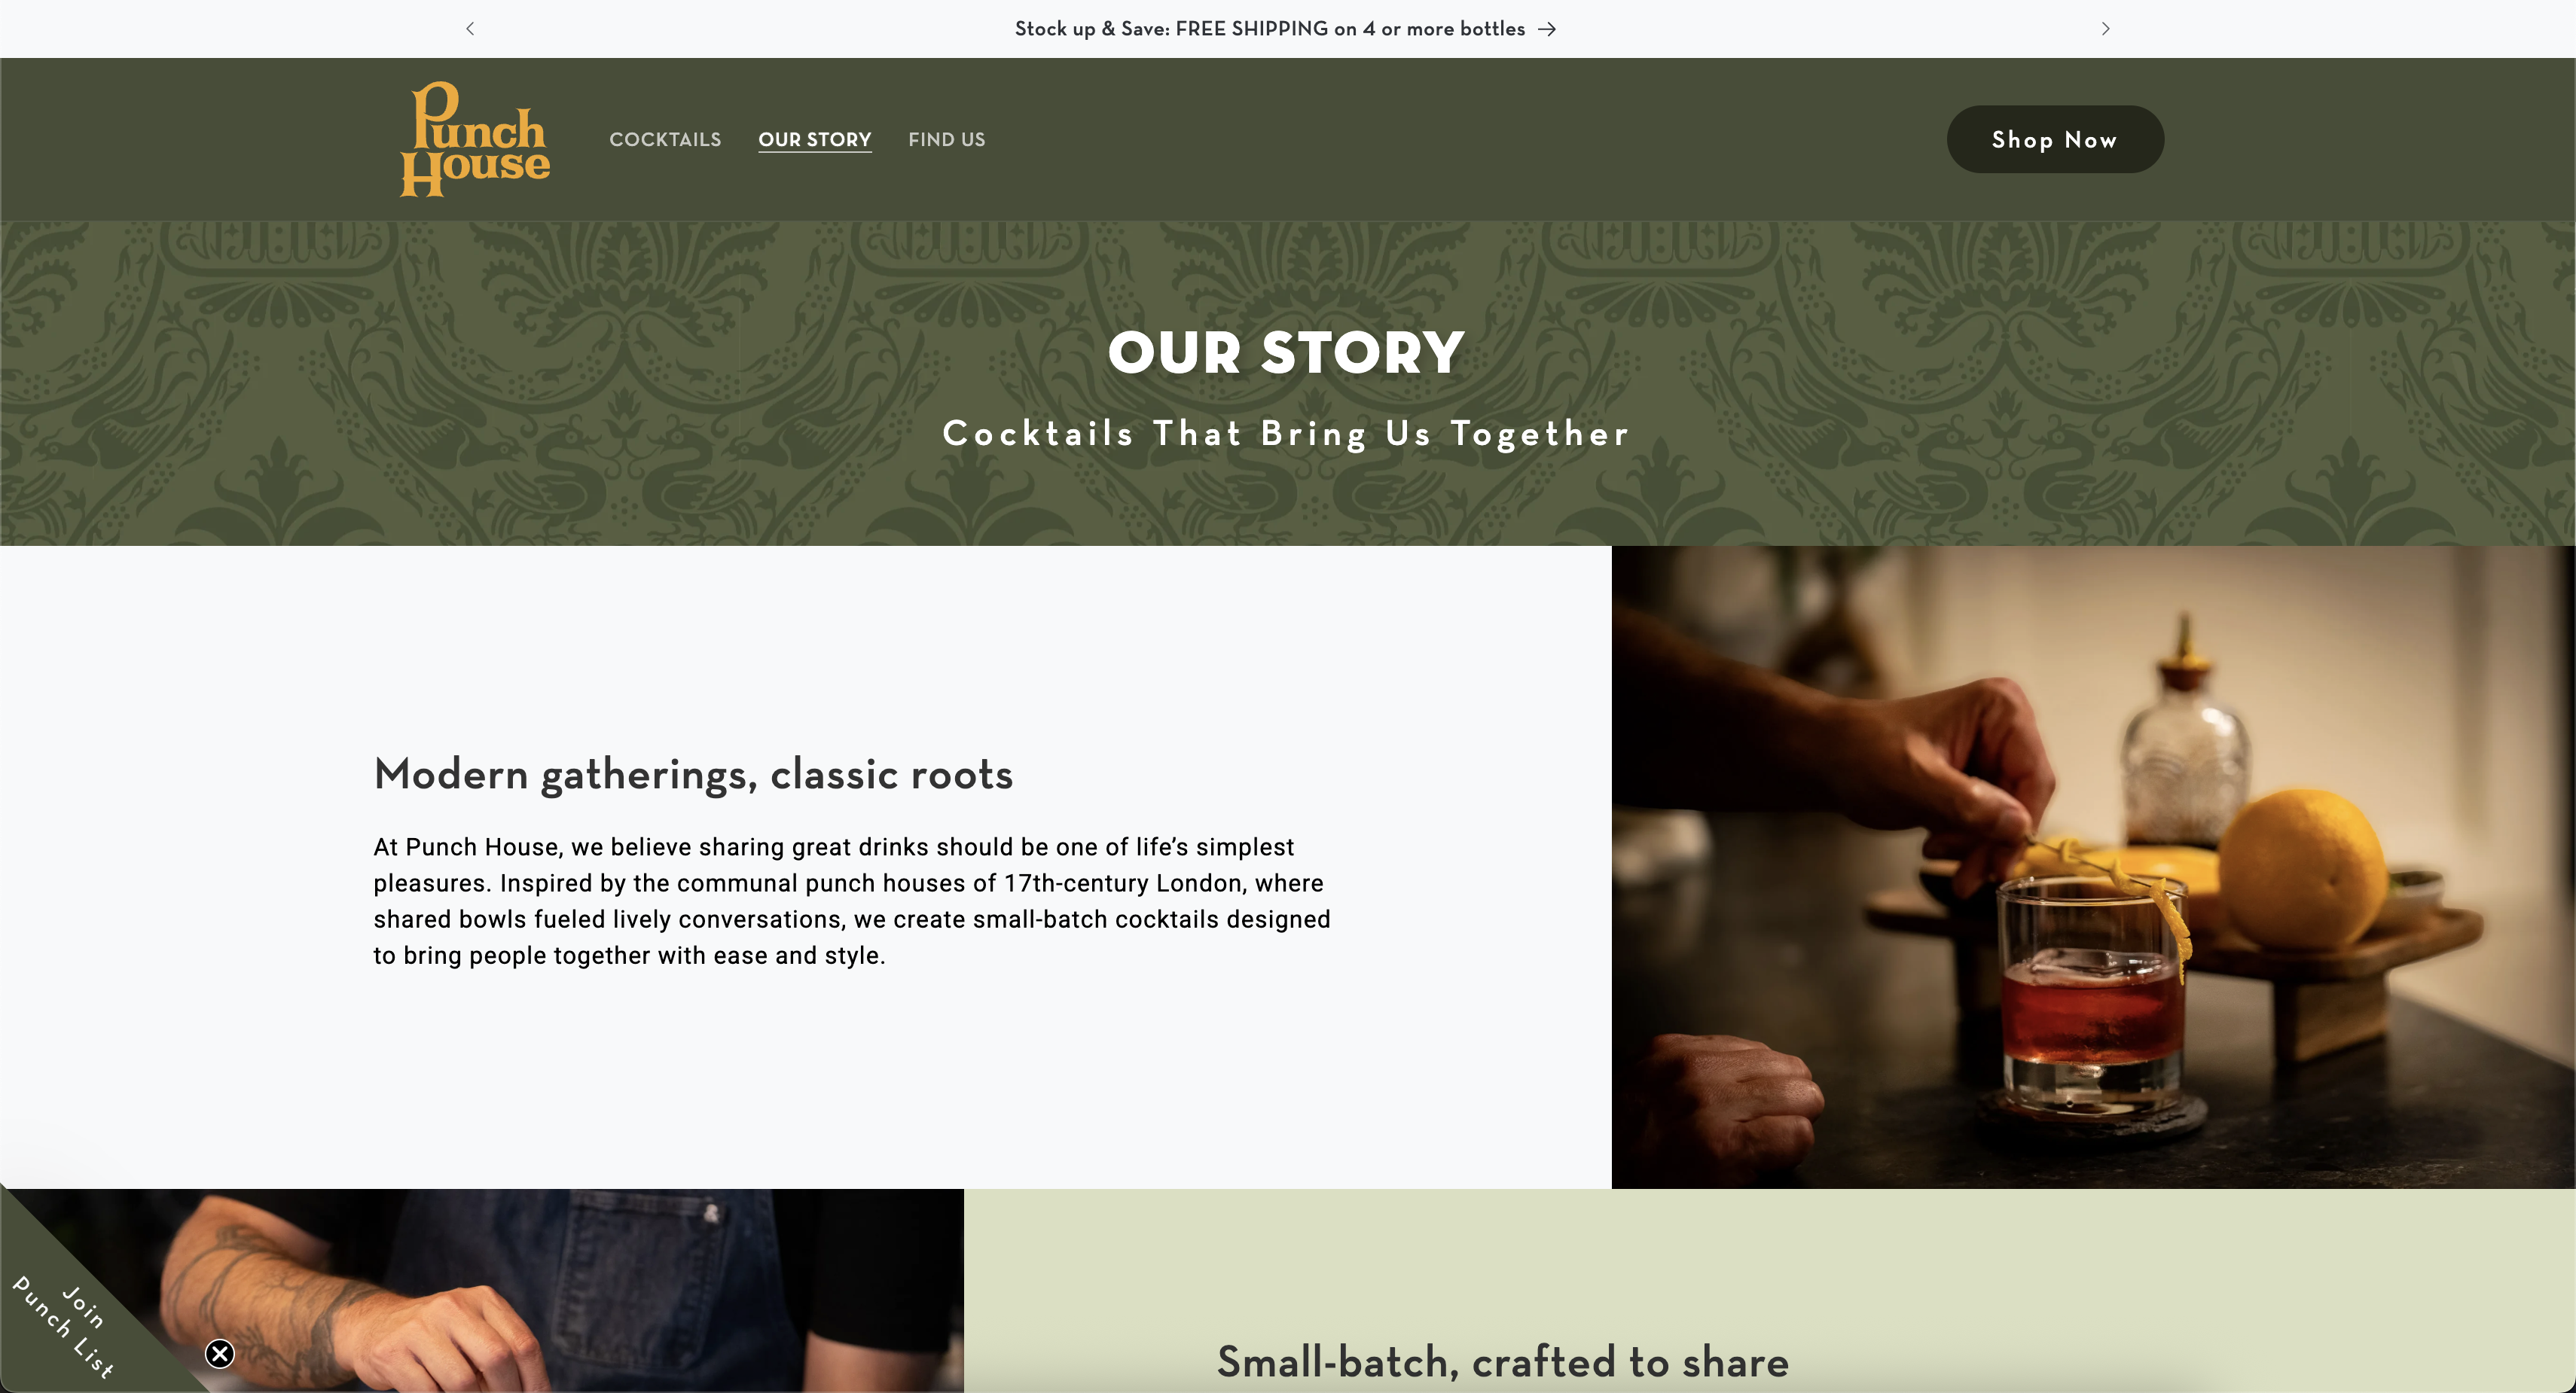 Stock up & Save: FREE SHIPPING on 4 or more bottles →
Punch
House
COCKTAILS
OUR STORY
FIND US
Shop Now
OUR STORY
Cocktails That Bring Us Together
Modern gatherings, classic roots
At Punch House, we believe sharing great drinks should be one of life’s simplest
pleasures. Inspired by the communal punch houses of 17th-century London, where
shared bowls fueled lively conversations, we create small-batch cocktails designed
to bring people together with ease and style.
Join
Punch List
Small-batch, crafted to share